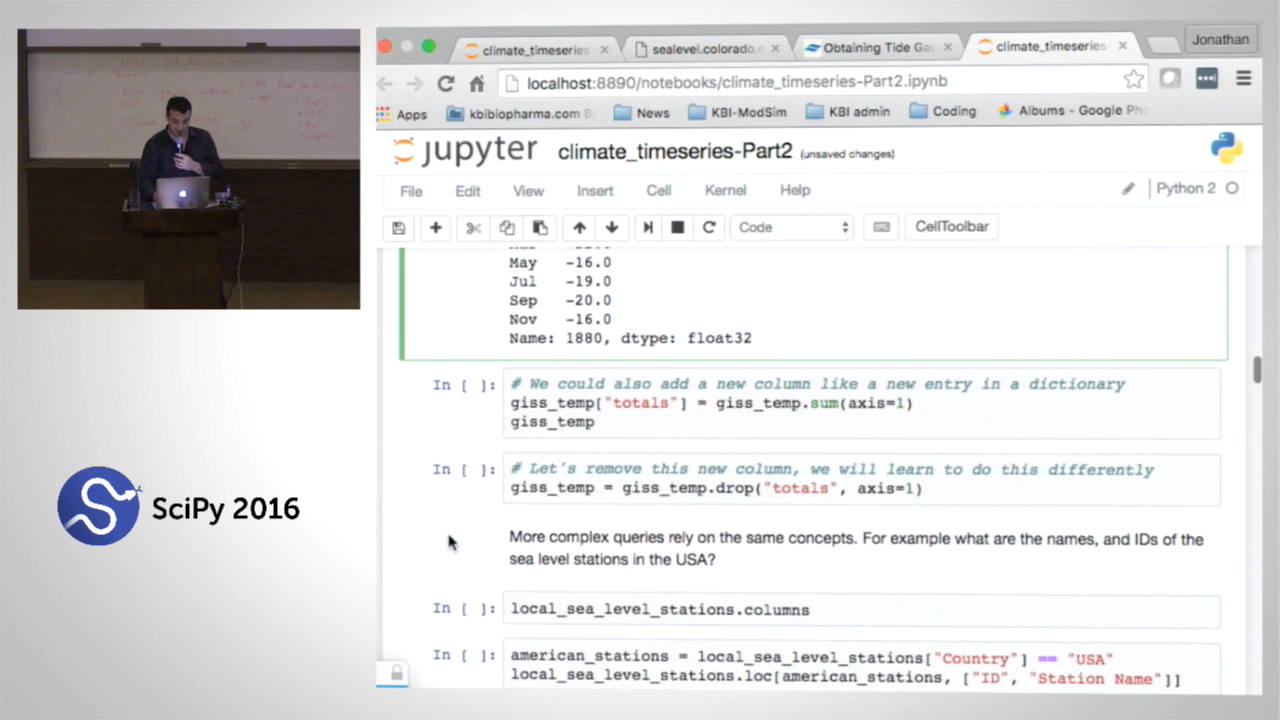 climate_timeseries
sealevel.colorado.e
Obtaining Tide Ga
climate_timeseries-
Jonathan
localhost:8890/notebooks/climate_timeseries-Part2.ipynb
Apps
kbibiopharma.com
News
KBI-ModSim
KBI admin
Coding
Albums - Google Pho
jupyter climate_timeseries-Part2 (unsaved changes)
File Edit View Insert Cell Kernel Help
Python 2
Code
CellToolbar
May -16.0
Jul -19.0
Sep -20.0
Nov -16.0
Name: 1880, dtype: float32
In [ ]: # We could also add a new column like a new entry in a dictionary
giss_temp["totals"] = giss_temp.sum(axis=1)
giss_temp
In [ ]: # Let's remove this new column, we will learn to do this differently
giss_temp = giss_temp.drop("totals", axis=1)
More complex queries rely on the same concepts. For example what are the names, and IDs of the
sea level stations in the USA?
In [ ]: local_sea_level_stations.columns
In [ ]: american_stations = local_sea_level_stations["Country"] == "USA"
local_sea_level_stations.loc[american_stations, ["ID", "Station Name"]]
SciPy 2016